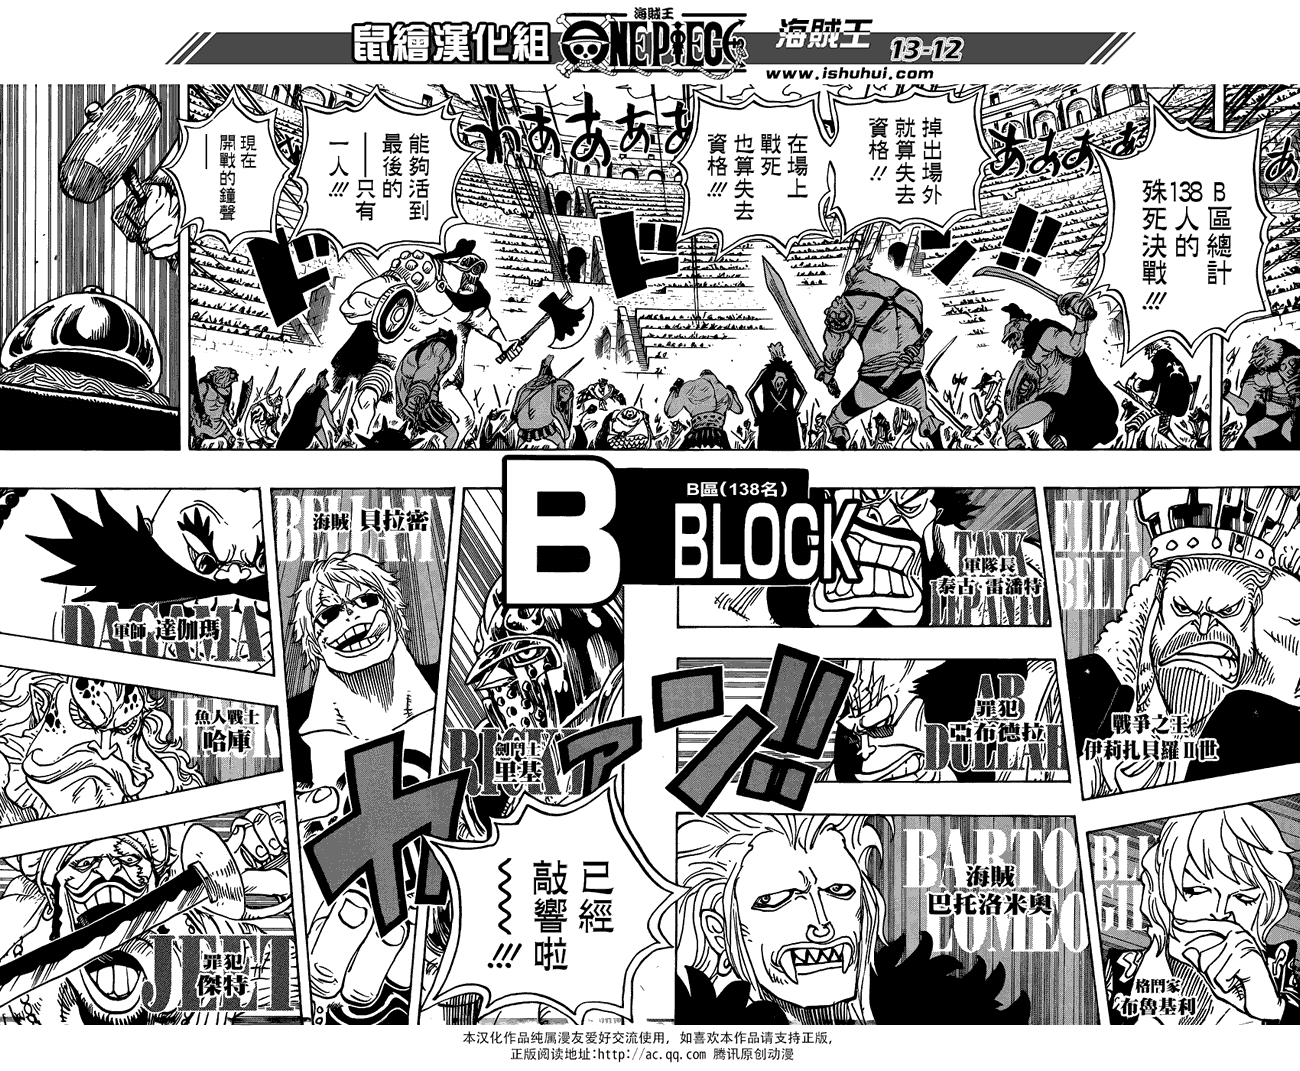 鼠繪漢化組
海賊王
ONE PIECE
海賊王
13-12
www.ishuhui.com
B區總計
138人的
殊死決戰!!!
掉出場外
就算失去
資格!!
在場上
戰死
也算失去
資格!!!
能夠活到
最後的
——只有
一人!!!
現在
開戰的鐘聲
——
わあああああ
ああああ
ドドン!!
B
B區(138名)
BLOCK
ELIZA
BELLO
戰爭之王
伊莉扎貝羅II世
TANK
LEPANT
軍隊長
泰古·雷潘特
AB
DULLAH
罪犯
亞布德拉
BARTO
LOMEO
海賊
巴托洛米奧
BLU
GIL
格鬥家
布魯基利
RICKY
劍鬥士
里基
BELLAMY
海賊 貝拉密
DAGAMA
軍師 達伽瑪
魚人戰士
哈庫
JEET
罪犯
傑特
カァン!!
已經
敲響啦
~~~!!!
本汉化作品纯属漫友爱好交流使用，如喜欢本作品请支持正版，
正版阅读地址:http://ac.qq.com 腾讯原创动漫